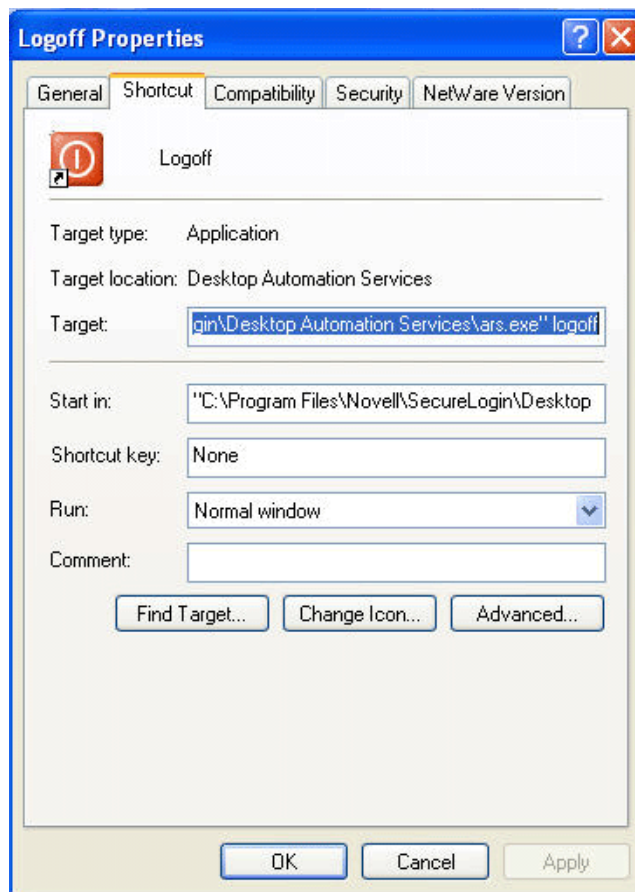 Logoff Properties
General Shortcut Compatibility Security NetWare Version
Logoff
Target type: Application
Target location: Desktop Automation Services
Target: gin\Desktop Automation Services\ars.exe" logoff
Start in: "C:\Program Files\Novell\SecureLogin\Desktop
Shortcut key: None
Run: Normal window
Comment:
Find Target... Change Icon... Advanced...
OK Cancel Apply